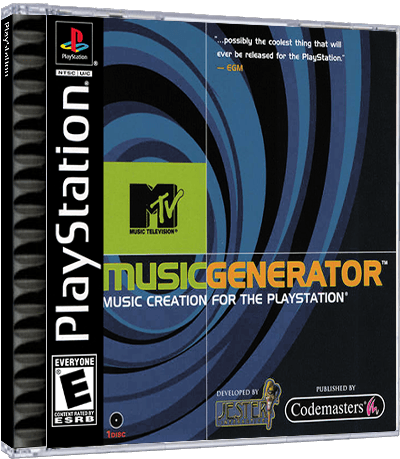 PlayStation
PlayStation
NTSC U/C
PlayStation®
"...possibly the coolest thing that will
ever be released for the PlayStation."
— EGM
MTV
MUSIC TELEVISION®
MUSICGENERATOR™
MUSIC CREATION FOR THE PLAYSTATION®
EVERYONE
E
CONTENT RATED BY
ESRB
1 DISC
DEVELOPED BY
JESTER
PUBLISHED BY
Codemasters